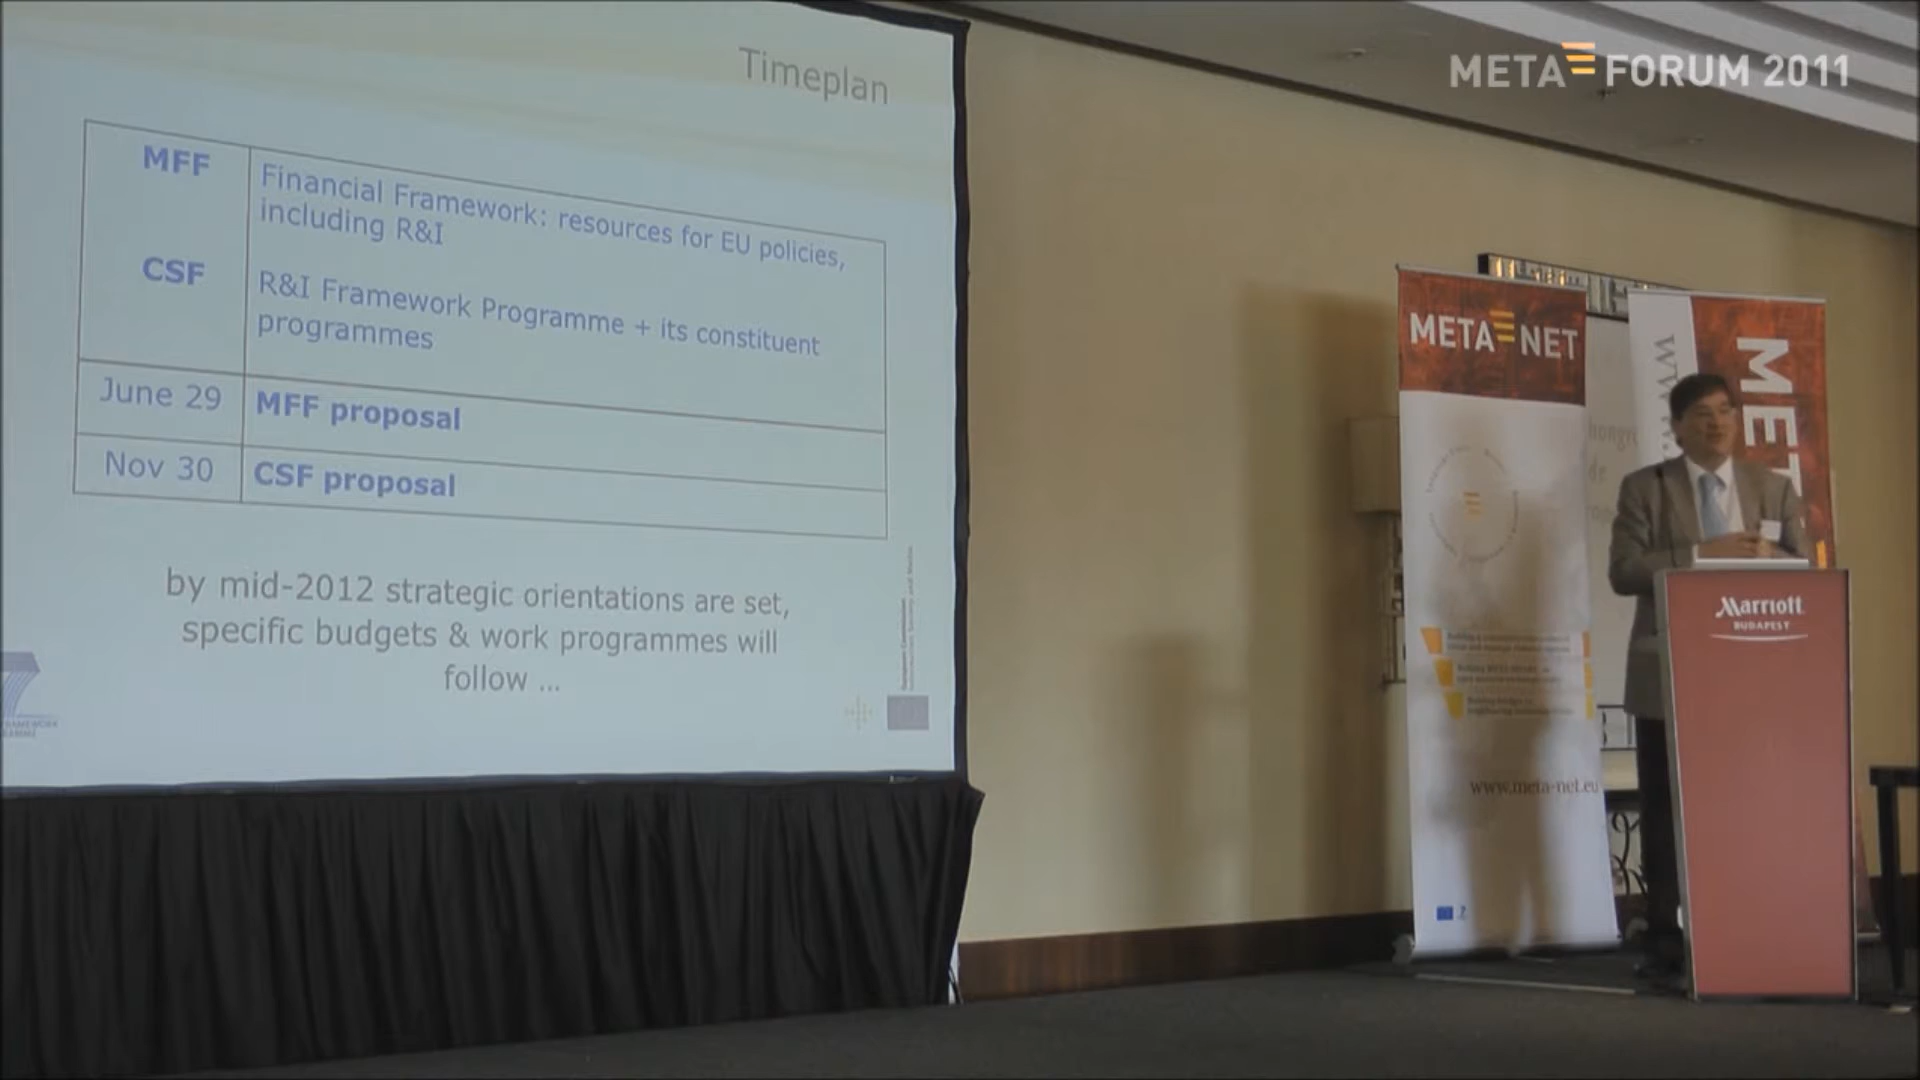 META FORUM 2011
Timeplan
MFF
Financial Framework: resources for EU policies,
including R&I
CSF
R&I Framework Programme + its constituent
programmes
June 29
MFF proposal
Nov 30
CSF proposal
by mid-2012 strategic orientations are set,
specific budgets & work programmes will
follow ...
META NET
www.meta-net.eu
Marriott
BUDAPEST